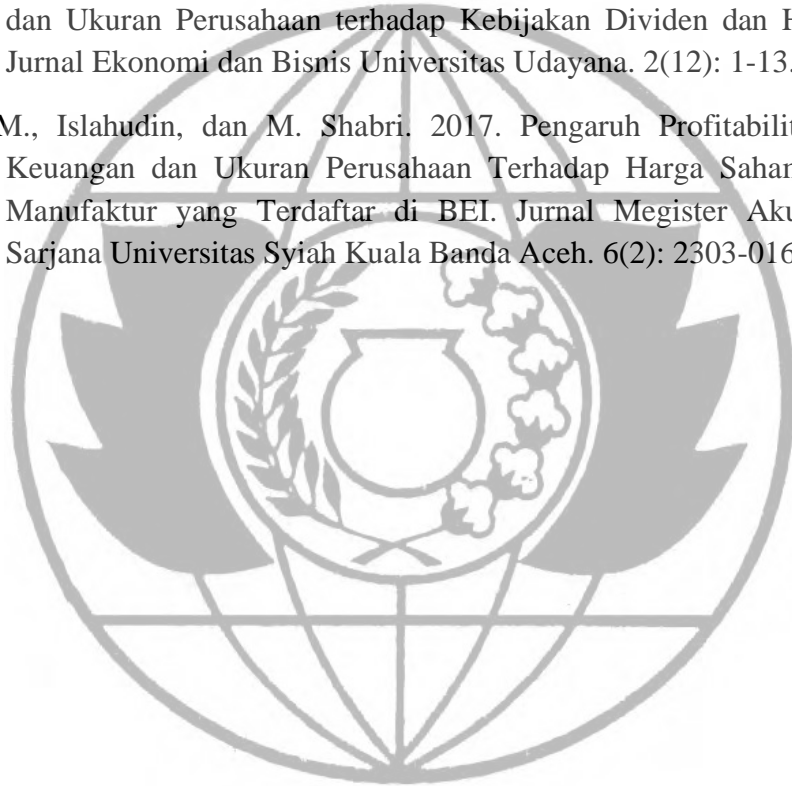 dan Ukuran Perusahaan terhadap Kebijakan Dividen dan H
Jurnal Ekonomi dan Bisnis Universitas Udayana. 2(12): 1-13.
M., Islahudin, dan M. Shabri. 2017. Pengaruh Profitabilit
Keuangan dan Ukuran Perusahaan Terhadap Harga Saham
Manufaktur yang Terdaftar di BEI. Jurnal Megister Aku
Sarjana Universitas Syiah Kuala Banda Aceh. 6(2): 2303-016